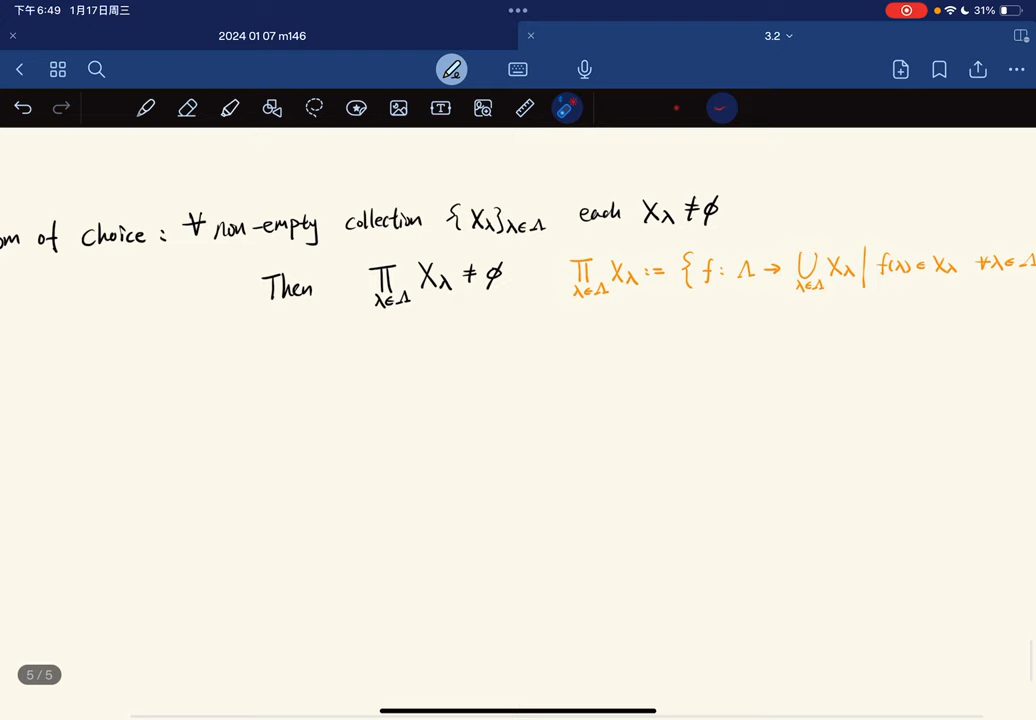 下午6:49 1月17日周三
31%
2024 01 07 m146
3.2
om of choice : ∀ non-empty collection {Xλ}λ∈Λ each Xλ ≠ ∅
Then ∏λ∈Λ Xλ ≠ ∅
∏λ∈Λ Xλ := { f : Λ → ∪λ∈Λ Xλ | f(λ) ∈ Xλ ∀λ∈Λ
5 / 5